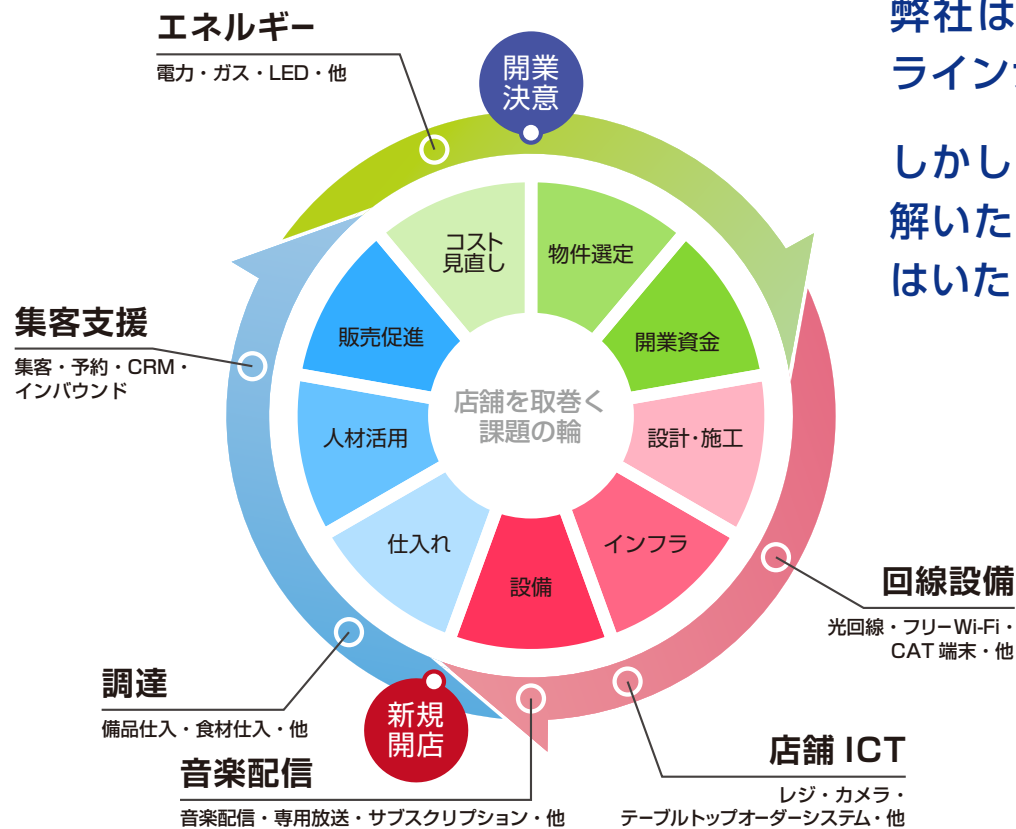 エネルギー
電力・ガス・LED・他
開業
決意
弊社は
ライン
しかし
解いた
はいた
コスト
見直し
物件選定
開業資金
設計・施工
インフラ
設備
仕入れ
人材活用
販売促進
店舗を取巻く
課題の輪
集客支援
集客・予約・CRM・
インバウンド
回線設備
光回線・フリーWi-Fi・
CAT 端末・他
調達
備品仕入・食材仕入・他
新規
開店
音楽配信
音楽配信・専用放送・サブスクリプション・他
店舗 ICT
レジ・カメラ・
テーブルトップオーダーシステム・他